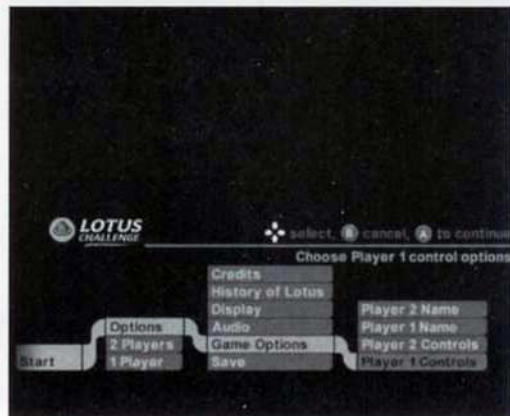 LOTUS
CHALLENGE
select, B cancel, A to continue
Choose Player 1 control options
Credits
History of Lotus
Display
Audio
Game Options
Save
Options
2 Players
1 Player
Start
Player 2 Name
Player 1 Name
Player 2 Controls
Player 1 Controls